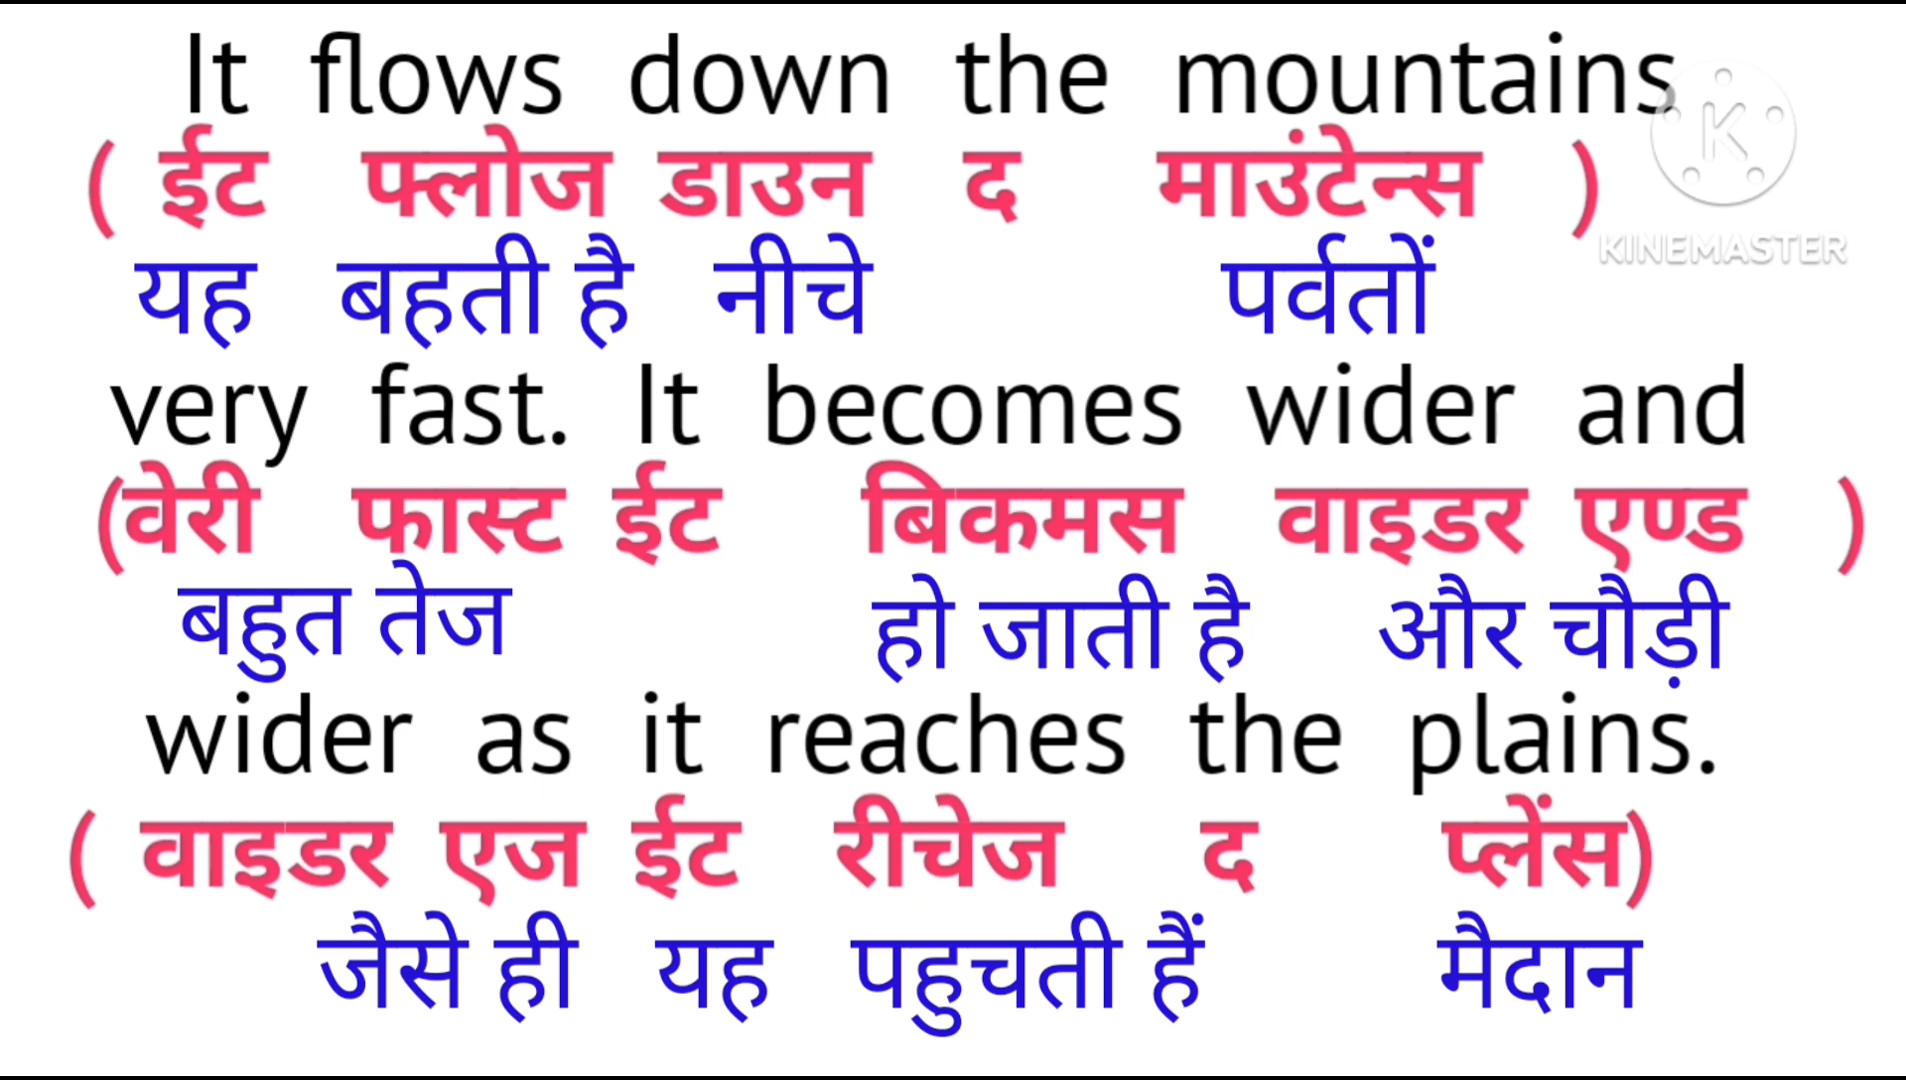 It flows down the mountains
( ईट फ्लोज डाउन द माउंटेन्स )
यह बहती है नीचे पर्वतों
KINEMASTER
very fast. It becomes wider and
(वेरी फास्ट ईट बिकमस वाइडर एण्ड )
बहुत तेज हो जाती है और चौड़ी
wider as it reaches the plains.
( वाइडर एज ईट रीचेज द प्लेंस)
जैसे ही यह पहुचती हैं मैदान